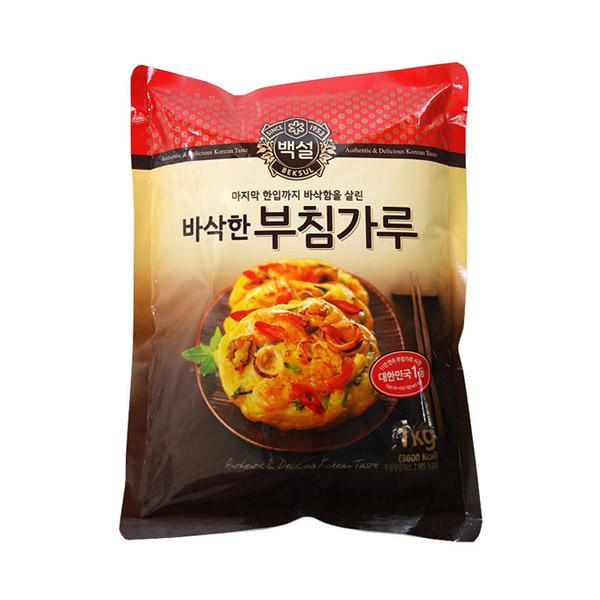 SINCE 1953
백설
BEKSUL
Authentic & Delicious Korean Taste
Authentic & Delicious Korean Taste
마지막 한입까지 바삭함을 살린
바삭한 부침가루
대한민국 1등
1kg
(3600 Kcal)
Authentic & Delicious Korean Taste